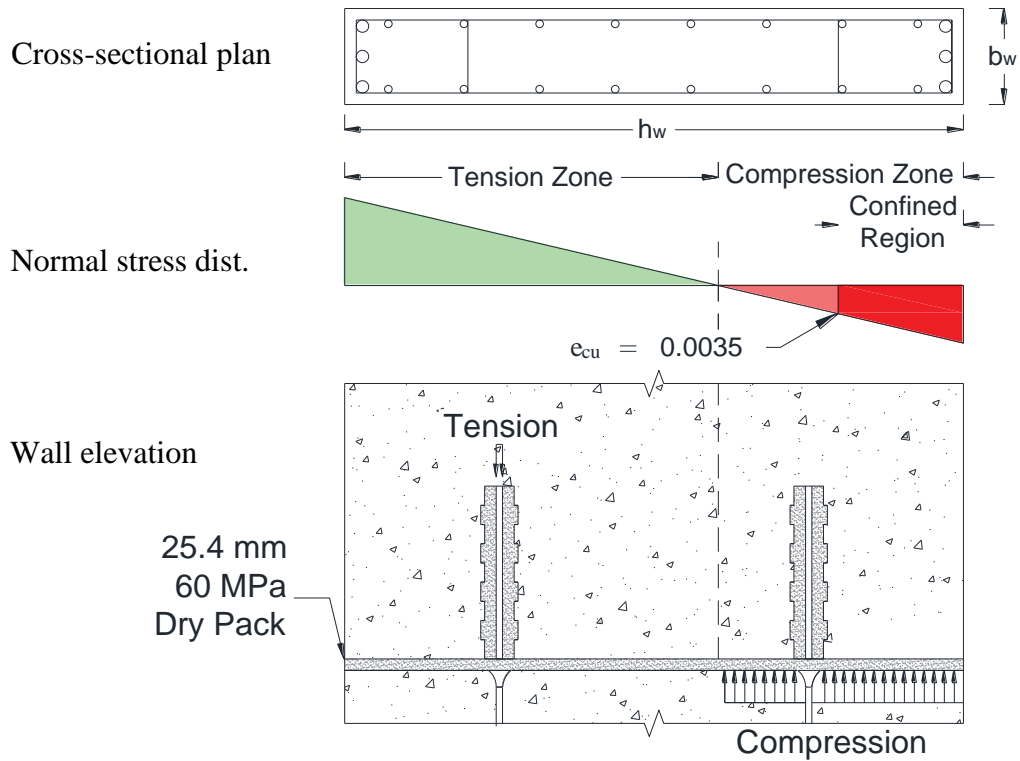 Cross-sectional plan
bw
hw
Tension Zone
Compression Zone
Confined
Region
Normal stress dist.
ecu = 0.0035
Wall elevation
Tension
25.4 mm
60 MPa
Dry Pack
Compression